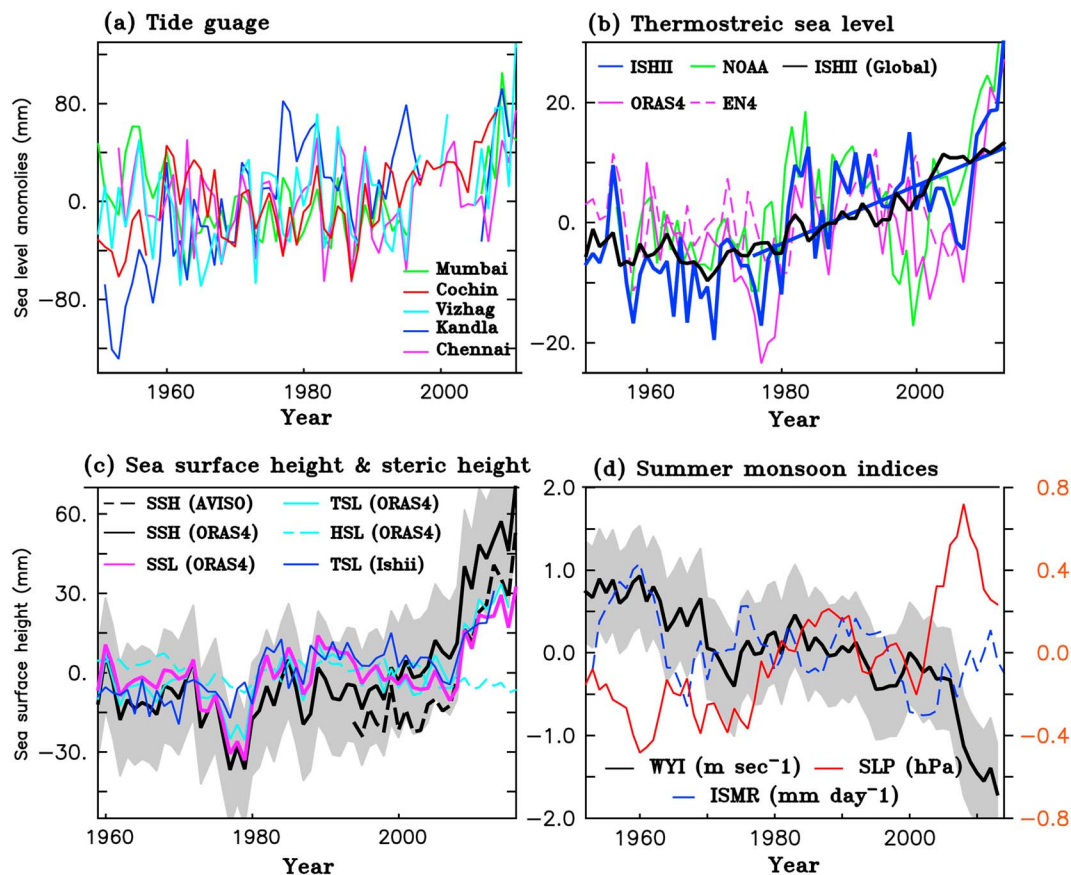 (a) Tide guage
Sea level anomolies (mm)
80.
0.
−80.
Mumbai
Cochin
Vizhag
Kandla
Chennai
1960 1980 2000
Year
(b) Thermostreic sea level
ISHII NOAA ISHII (Global)
ORAS4 EN4
20.
0.
−20.
1960 1980 2000
Year
(c) Sea surface height & steric height
Sea surface height (mm)
SSH (AVISO) TSL (ORAS4)
SSH (ORAS4) HSL (ORAS4)
SSL (ORAS4) TSL (Ishii)
60.
30.
0.
−30.
1960 1980 2000
Year
(d) Summer monsoon indices
2.0 0.8
1.0 0.4
0.0 0.0
−1.0 −0.4
−2.0 −0.8
WYI (m sec⁻¹) SLP (hPa)
ISMR (mm day⁻¹)
1960 1980 2000
Year